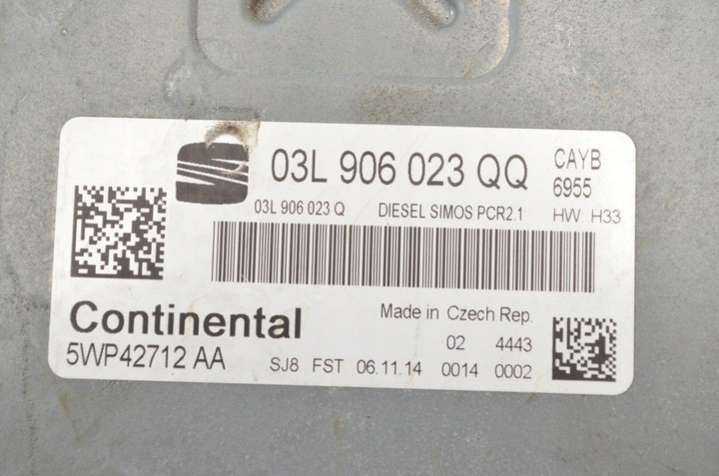 03L 906 023 QQ CAYB
6955
03L 906 023 Q DIESEL SIMOS PCR2.1 HW H33
Continental Made in Czech Rep.
5WP42712 AA 02 4443
SJ8 FST 06.11.14 0014 0002